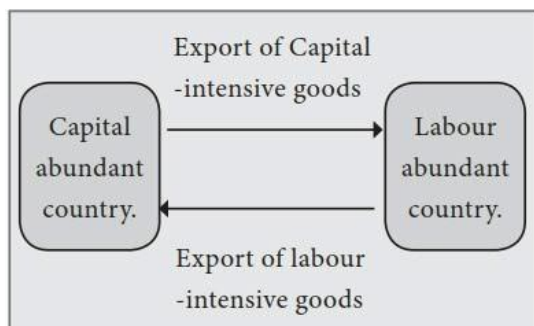 Export of Capital
-intensive goods
Capital
abundant
country.
Labour
abundant
country.
Export of labour
-intensive goods